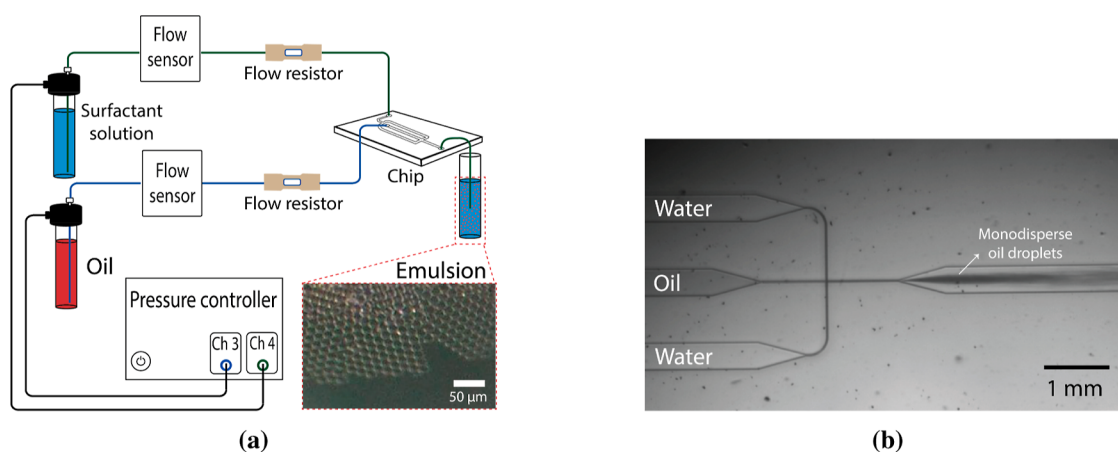 Flow
sensor
Flow resistor
Surfactant
solution
Flow
sensor
Flow resistor
Chip
Oil
Emulsion
Pressure controller
Ch 3
Ch 4
50 µm
(a)
Water
Oil
Water
Monodisperse
oil droplets
1 mm
(b)